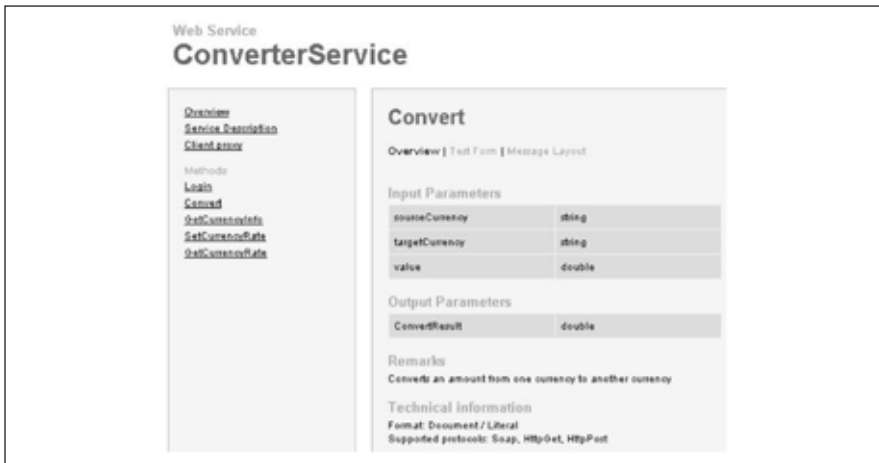 Web Service
ConverterService
Overview
Service Description
Client proxy
Methods
Login
Convert
GetCurrencyInfo
SetCurrencyRate
GetCurrencyRate
Convert
Overview | Test Form | Message Layout
Input Parameters
sourceCurrency string
targetCurrency string
value double
Output Parameters
ConvertResult double
Remarks
Converts an amount from one currency to another currency
Technical information
Format: Document / Literal
Supported protocols: Soap, HttpGet, HttpPost